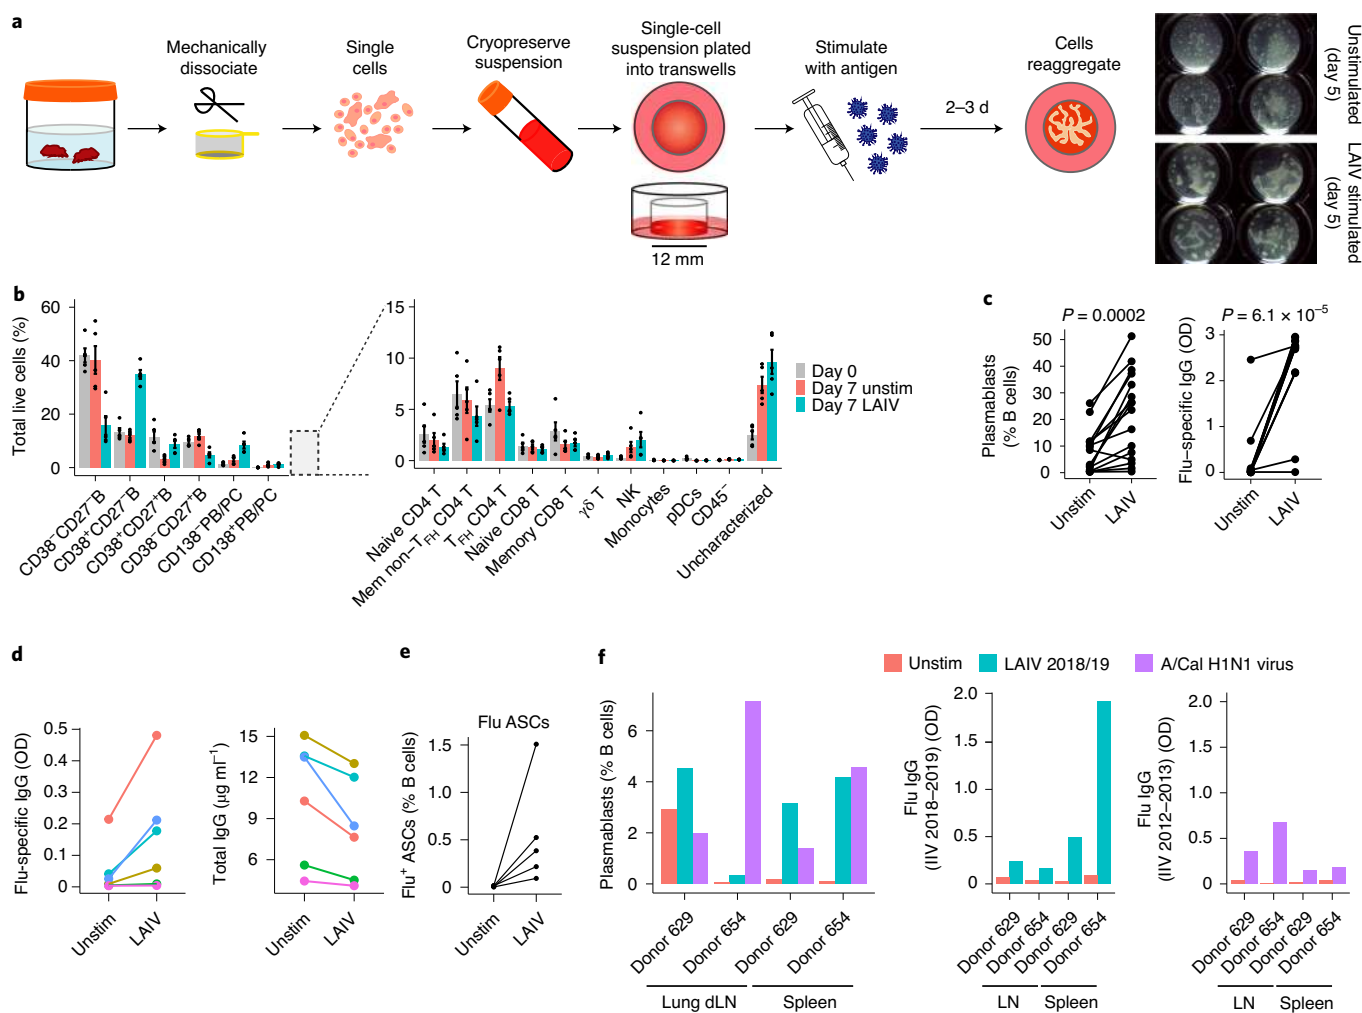 a
Mechanically
dissociate
Single
cells
Cryopreserve
suspension
Single-cell
suspension plated
into transwells
12 mm
Stimulate
with antigen
2–3 d
Cells
reaggregate
Unstimulated
(day 5)
LAIV stimulated
(day 5)
b
Total live cells (%)
60
40
20
0
CD38⁻CD27⁻B
CD38⁺CD27⁻B
CD38⁺CD27⁺B
CD38⁻CD27⁺B
CD138⁻PB/PC
CD138⁺PB/PC
15
10
5
0
Naive CD4 T
Mem non–T_FH CD4 T
T_FH CD4 T
Naive CD8 T
Memory CD8 T
γδ T
NK
Monocytes
pDCs
CD45⁻
Uncharacterized
Day 0
Day 7 unstim
Day 7 LAIV
c
P = 0.0002
Plasmablasts
(% B cells)
50
40
30
20
10
0
Unstim
LAIV
P = 6.1 × 10⁻⁵
Flu–specific IgG (OD)
3
2
1
0
Unstim
LAIV
d
Flu-specific IgG (OD)
0.5
0.4
0.3
0.2
0.1
0
Unstim
LAIV
Total IgG (µg ml⁻¹)
15
12
9
6
Unstim
LAIV
e
Flu ASCs
Flu⁺ ASCs (% B cells)
1.5
1.0
0.5
0
Unstim
LAIV
f
Unstim
LAIV 2018/19
A/Cal H1N1 virus
Plasmablasts (% B cells)
6
4
2
0
Donor 629
Donor 654
Donor 629
Donor 654
Lung dLN
Spleen
Flu IgG
(IIV 2018–2019) (OD)
2.0
1.5
1.0
0.5
0
Donor 629
Donor 654
Donor 629
Donor 654
LN
Spleen
Flu IgG
(IIV 2012–2013) (OD)
2.0
1.5
1.0
0.5
0
Donor 629
Donor 654
Donor 629
Donor 654
LN
Spleen